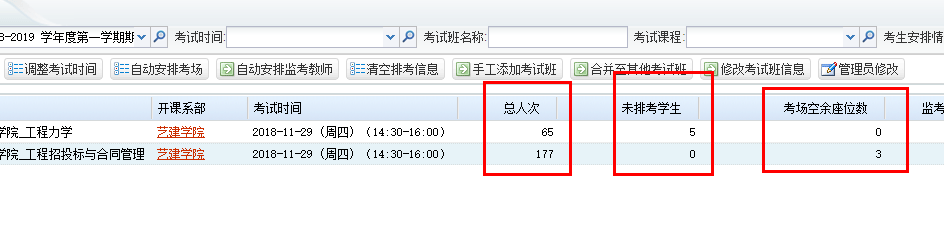 8-2019 学年度第一学期期 考试时间: 考试班名称: 考试课程: 考生安排情
调整考试时间 自动安排考场 自动安排监考教师 清空排考信息 手工添加考试班 合并至其他考试班 修改考试班信息 管理员修改
开课系部 考试时间 总人次 未排考学生 考场空余座位数 监考
学院_工程力学 艺建学院 2018-11-29 (周四) (14:30-16:00) 65 5 0
学院_工程招投标与合同管理 艺建学院 2018-11-29 (周四) (14:30-16:00) 177 0 3